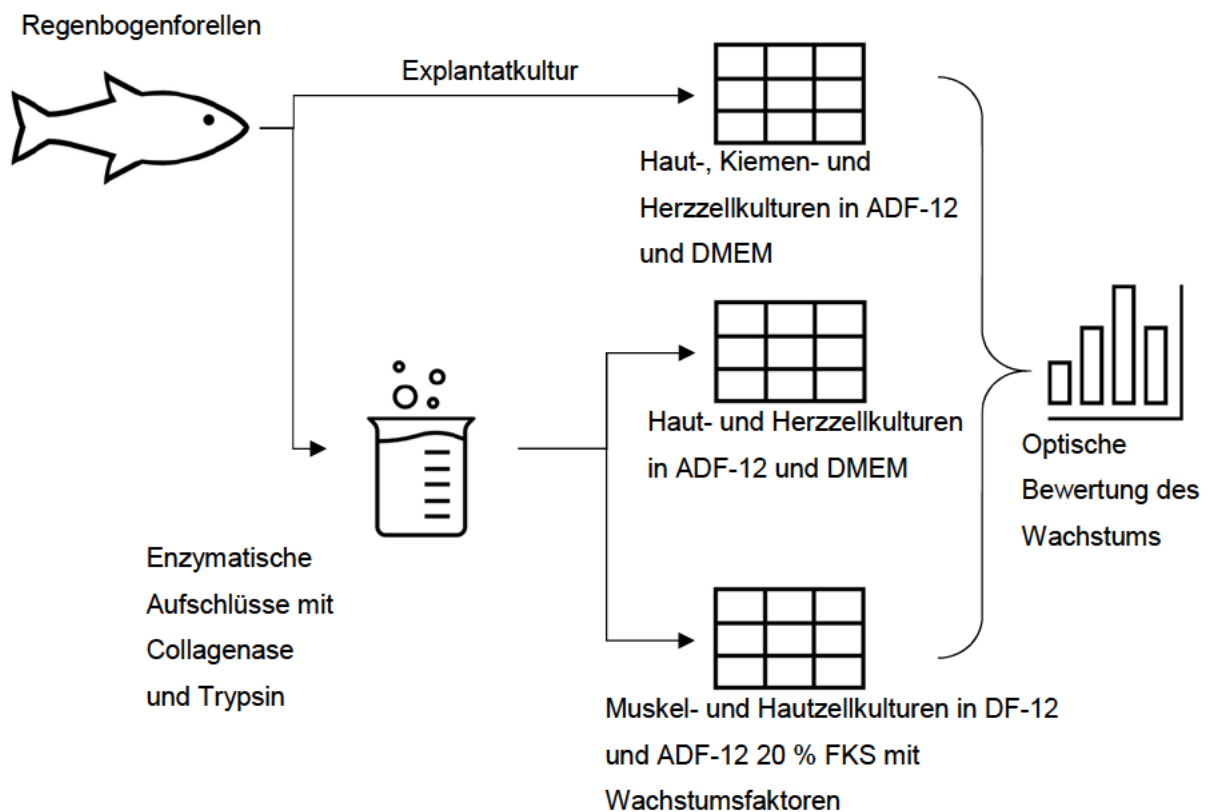 Regenbogenforellen
Explantatkultur
Haut-, Kiemen- und
Herzzellkulturen in ADF-12
und DMEM
Haut- und Herzzellkulturen
in ADF-12 und DMEM
Optische
Bewertung des
Wachstums
Enzymatische
Aufschlüsse mit
Collagenase
und Trypsin
Muskel- und Hautzellkulturen in DF-12
und ADF-12 20 % FKS mit
Wachstumsfaktoren